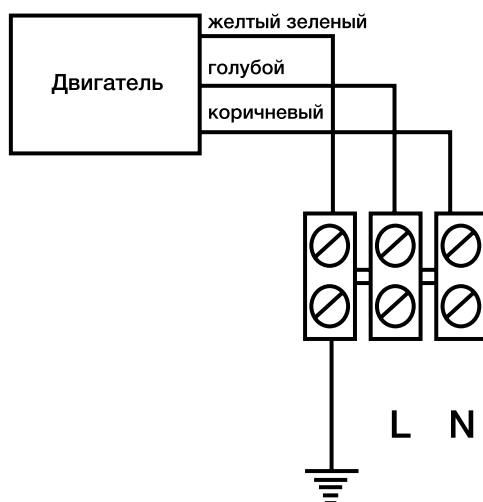 желтый зеленый
Двигатель
голубой
коричневый
L N